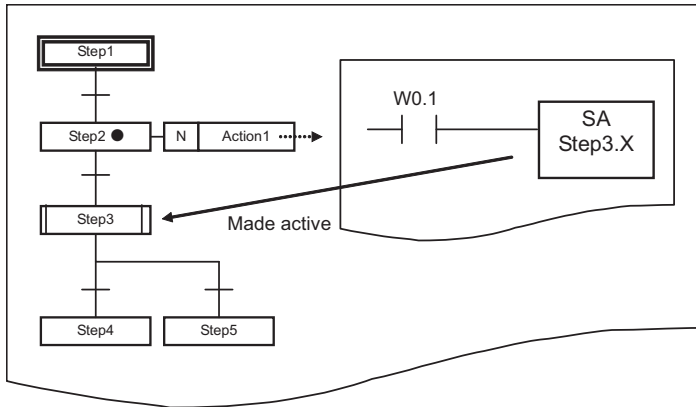 Step1
Step2
N
Action1
Step3
Step4
Step5
W0.1
SA
Step3.X
Made active